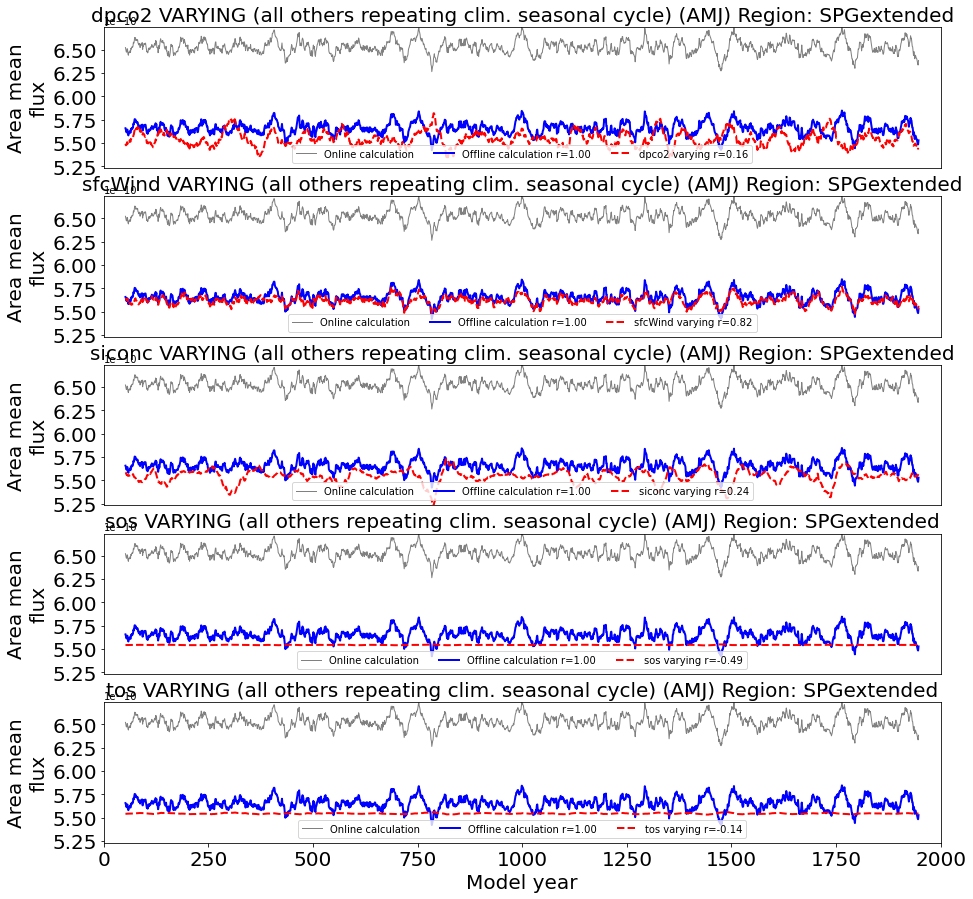 dpco2 VARYING (all others repeating clim. seasonal cycle) (AMJ) Region: SPGextended
1e−10
6.50
6.25
6.00
5.75
5.50
5.25
Area mean
flux
Online calculation
Offline calculation r=1.00
dpco2 varying r=0.16
sfcWind VARYING (all others repeating clim. seasonal cycle) (AMJ) Region: SPGextended
1e−10
6.50
6.25
6.00
5.75
5.50
5.25
Area mean
flux
Online calculation
Offline calculation r=1.00
sfcWind varying r=0.82
siconc VARYING (all others repeating clim. seasonal cycle) (AMJ) Region: SPGextended
1e−10
6.50
6.25
6.00
5.75
5.50
5.25
Area mean
flux
Online calculation
Offline calculation r=1.00
siconc varying r=0.24
sos VARYING (all others repeating clim. seasonal cycle) (AMJ) Region: SPGextended
1e−10
6.50
6.25
6.00
5.75
5.50
5.25
Area mean
flux
Online calculation
Offline calculation r=1.00
sos varying r=-0.49
tos VARYING (all others repeating clim. seasonal cycle) (AMJ) Region: SPGextended
1e−10
6.50
6.25
6.00
5.75
5.50
5.25
Area mean
flux
Online calculation
Offline calculation r=1.00
tos varying r=-0.14
0 250 500 750 1000 1250 1500 1750 2000
Model year